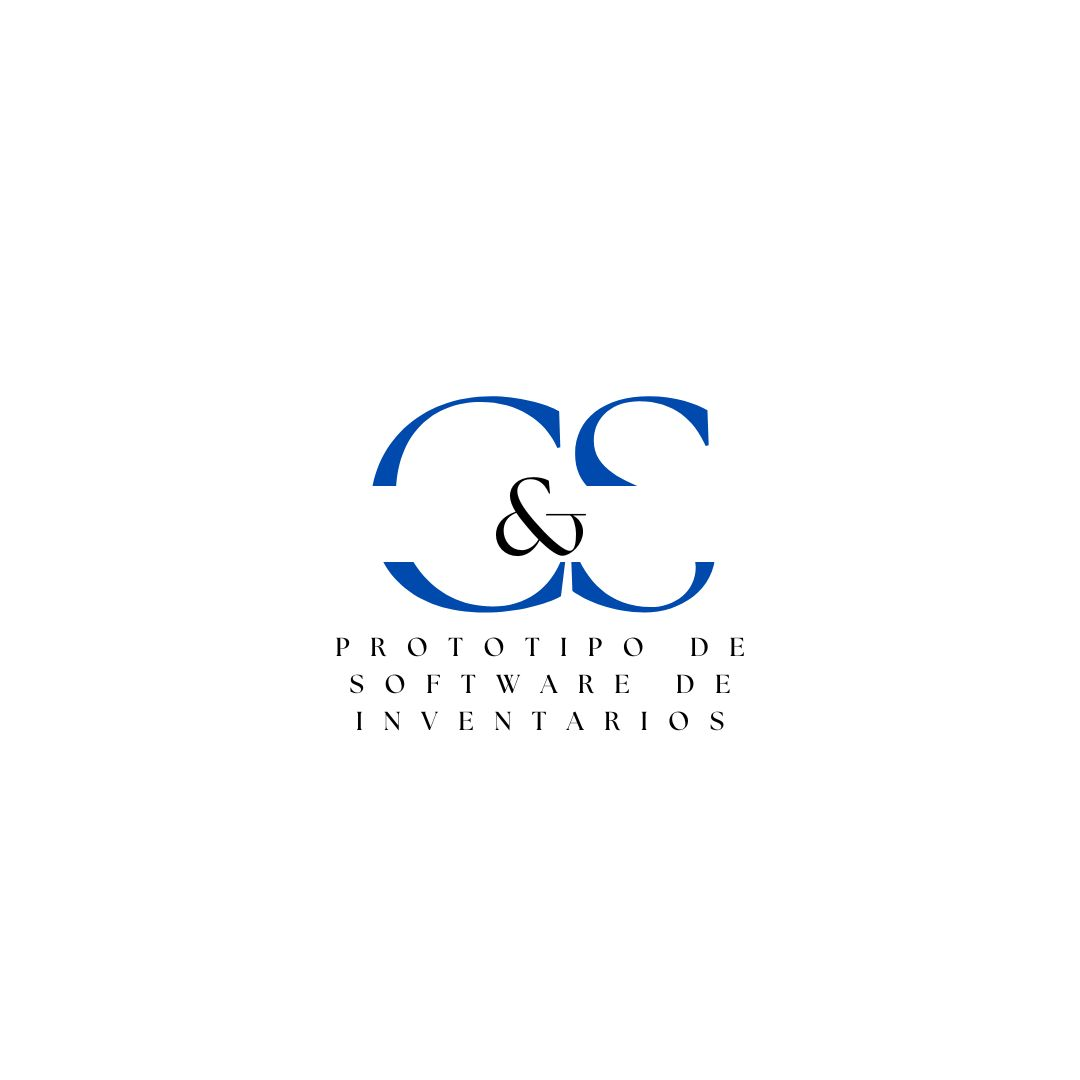 C&S
PROTOTIPO DE
SOFTWARE DE
INVENTARIOS